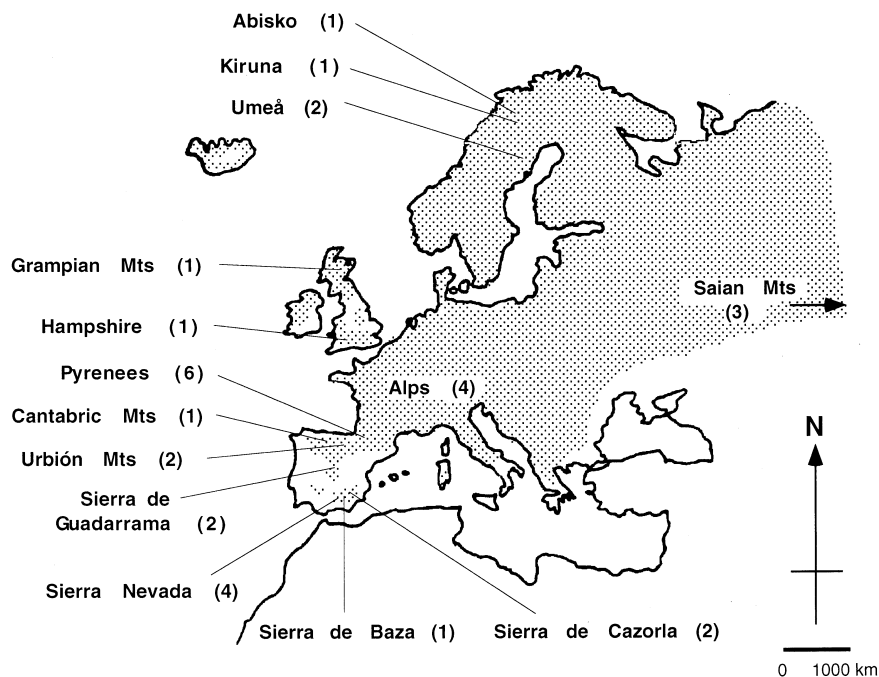 Abisko (1)
Kiruna (1)
Umeå (2)
Grampian Mts (1)
Saian Mts
(3)
Hampshire (1)
Pyrenees (6)
Alps (4)
Cantabric Mts (1)
N
Urbión Mts (2)
Sierra de
Guadarrama (2)
Sierra Nevada (4)
Sierra de Baza (1)
Sierra de Cazorla (2)
0 1000 km